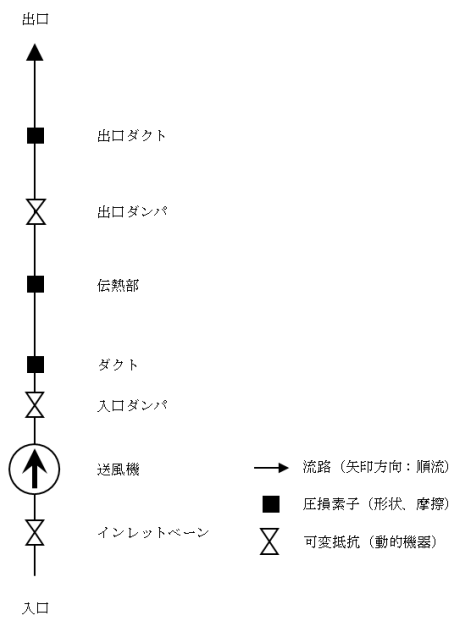 出口
出口ダクト
出口ダンパ
伝熱部
ダクト
入口ダンパ
送風機
インレットベーン
入口
流路（矢印方向：順流）
圧損素子（形状、摩擦）
可変抵抗（動的機器）